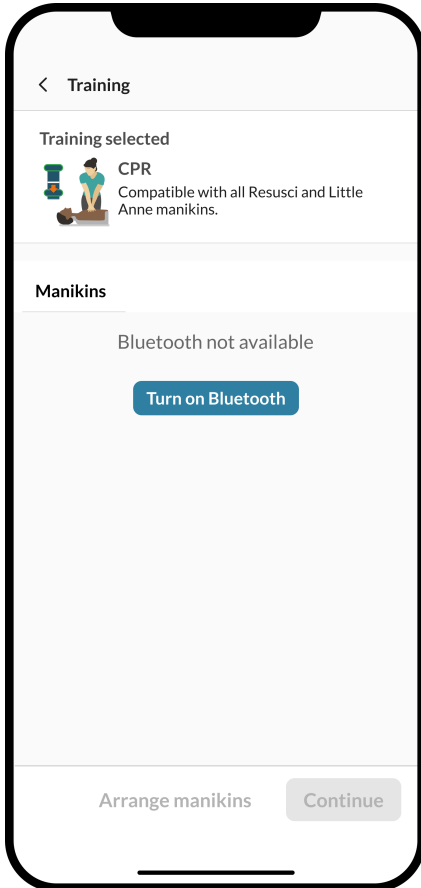 Training
Training selected
CPR
Compatible with all Resusci and Little
Anne manikins.
Manikins
Bluetooth not available
Turn on Bluetooth
Arrange manikins
Continue